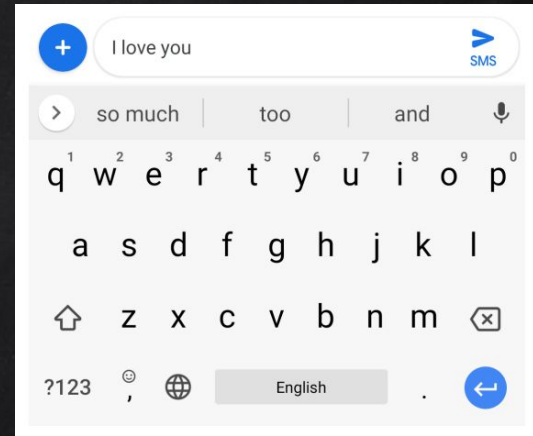 I love you
SMS
so much too and
1 2 3 4 5 6 7 8 9 0
q w e r t y u i o p
a s d f g h j k l
z x c v b n m
?123 , English .